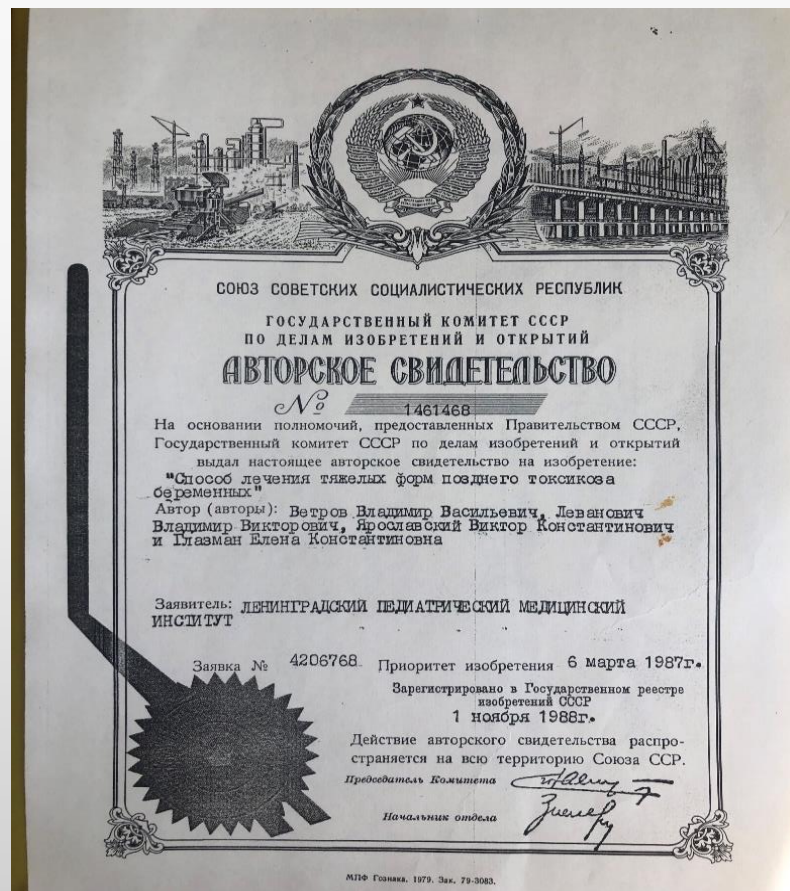 СОЮЗ СОВЕТСКИХ СОЦИАЛИСТИЧЕСКИХ РЕСПУБЛИК
ГОСУДАРСТВЕННЫЙ КОМИТЕТ СССР
ПО ДЕЛАМ ИЗОБРЕТЕНИЙ И ОТКРЫТИЙ
АВТОРСКОЕ СВИДЕТЕЛЬСТВО
№ 1461468
На основании полномочий, предоставленных Правительством СССР,
Государственный комитет СССР по делам изобретений и открытий
выдал настоящее авторское свидетельство на изобретение:
"Способ лечения тяжелых форм позднего токсикоза
беременных"
Автор (авторы): Ветров Владимир Васильевич, Леванович
Владимир Викторович, Ярославский Виктор Константинович
и Глазман Елена Константиновна
Заявитель: ЛЕНИНГРАДСКИЙ ПЕДИАТРИЧЕСКИЙ МЕДИЦИНСКИЙ
ИНСТИТУТ
Заявка № 4206768 Приоритет изобретения 6 марта 1987г.
Зарегистрировано в Государственном реестре
изобретений СССР
1 ноября 1988г.
Действие авторского свидетельства распро-
страняется на всю территорию Союза ССР.
Председатель Комитета
Начальник отдела
МПФ Гознака. 1979. Зак. 79-3083.